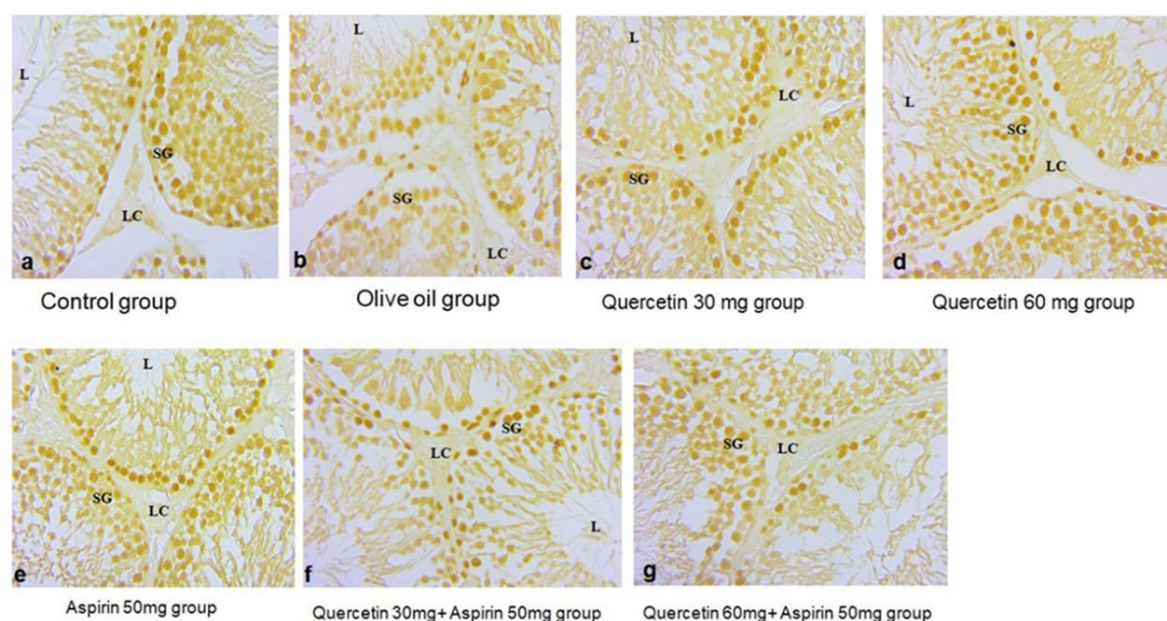 L
SG
LC
a
Control group
L
SG
LC
b
Olive oil group
L
LC
SG
c
Quercetin 30 mg group
L
SG
LC
d
Quercetin 60 mg group
L
SG
LC
e
Aspirin 50mg group
SG
LC
L
f
Quercetin 30mg+ Aspirin 50mg group
SG
LC
g
Quercetin 60mg+ Aspirin 50mg group